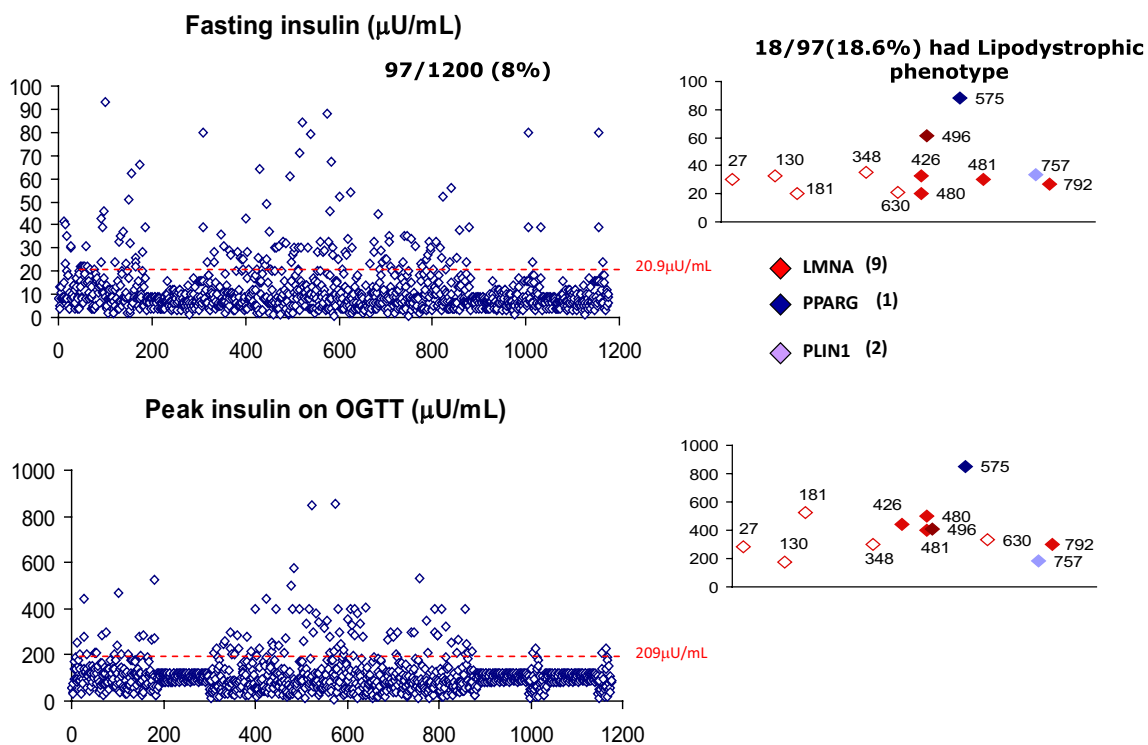 Fasting insulin (μU/mL)
97/1200 (8%)
100
90
80
70
60
50
40
30
20
10
0
20.9μU/mL
0 200 400 600 800 1000 1200
18/97(18.6%) had Lipodystrophic
phenotype
100
80
60
40
20
0
575
496
27 130 348 426 481 757
181 630 480 792
LMNA (9)
PPARG (1)
PLIN1 (2)
Peak insulin on OGTT (μU/mL)
1000
800
600
400
200
0
209μU/mL
0 200 400 600 800 1000 1200
1000
800
600
400
200
0
575
181
426 480
27 496 630 792
130 348 481 757